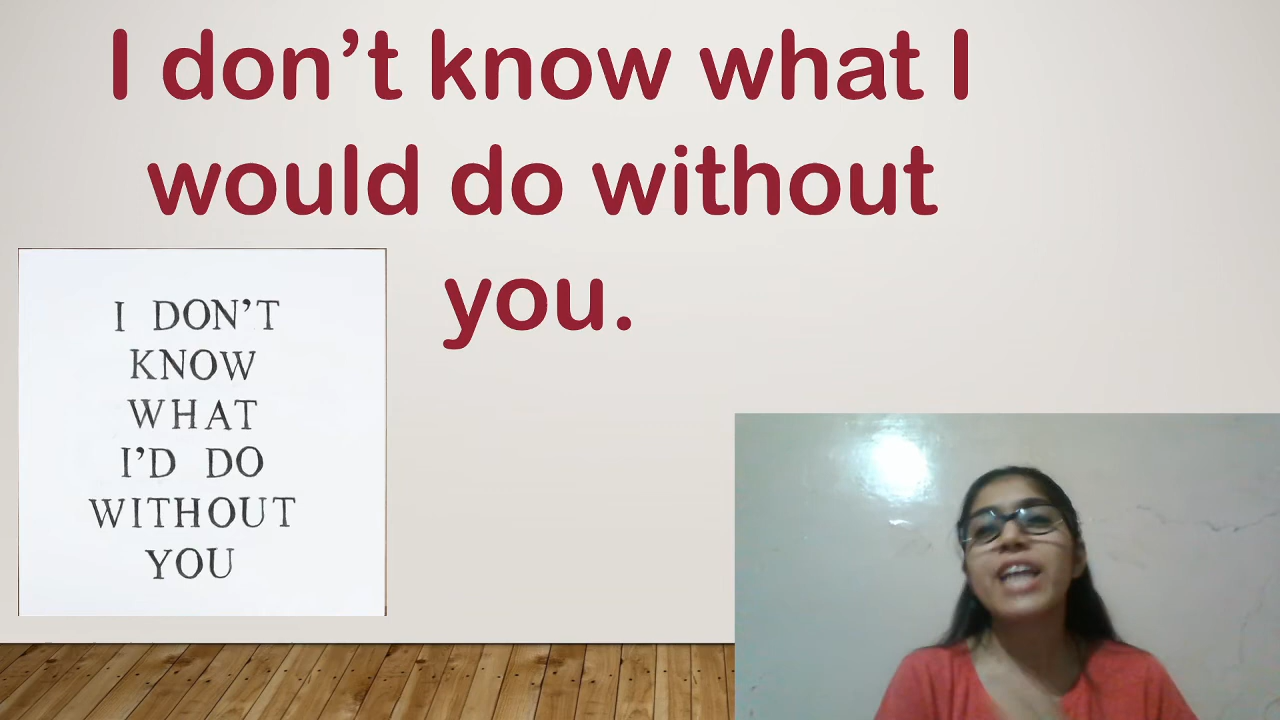 I don’t know what I
would do without
you.
I DON’T
KNOW
WHAT
I’D DO
WITHOUT
YOU